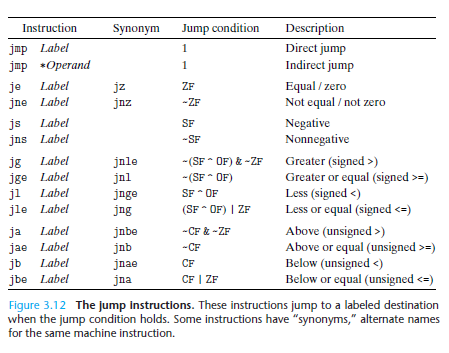 Instruction Synonym Jump condition Description
jmp Label 1 Direct jump
jmp *Operand 1 Indirect jump
je Label jz ZF Equal / zero
jne Label jnz ~ZF Not equal / not zero
js Label SF Negative
jns Label ~SF Nonnegative
jg Label jnle ~(SF ^ OF) & ~ZF Greater (signed >)
jge Label jnl ~(SF ^ OF) Greater or equal (signed >=)
jl Label jnge SF ^ OF Less (signed <)
jle Label jng (SF ^ OF) | ZF Less or equal (signed <=)
ja Label jnbe ~CF & ~ZF Above (unsigned >)
jae Label jnb ~CF Above or equal (unsigned >=)
jb Label jnae CF Below (unsigned <)
jbe Label jna CF | ZF Below or equal (unsigned <=)
Figure 3.12 The jump instructions. These instructions jump to a labeled destination
when the jump condition holds. Some instructions have “synonyms,” alternate names
for the same machine instruction.